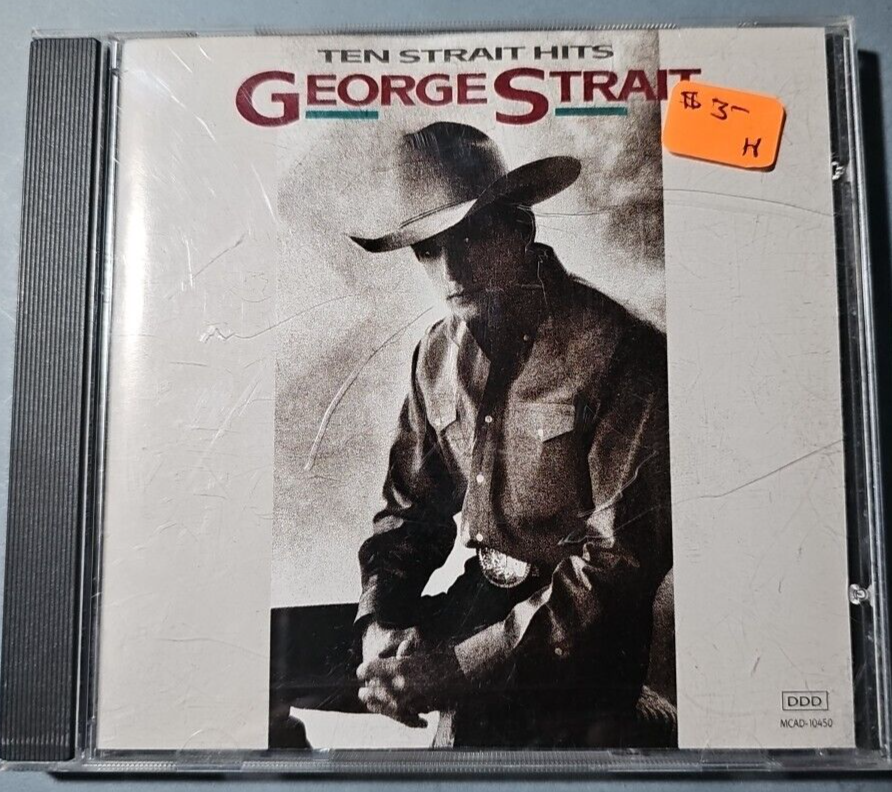 TEN STRAIT HITS
GEORGE STRAIT
$ 3-
H
DDD
MCAD-10450